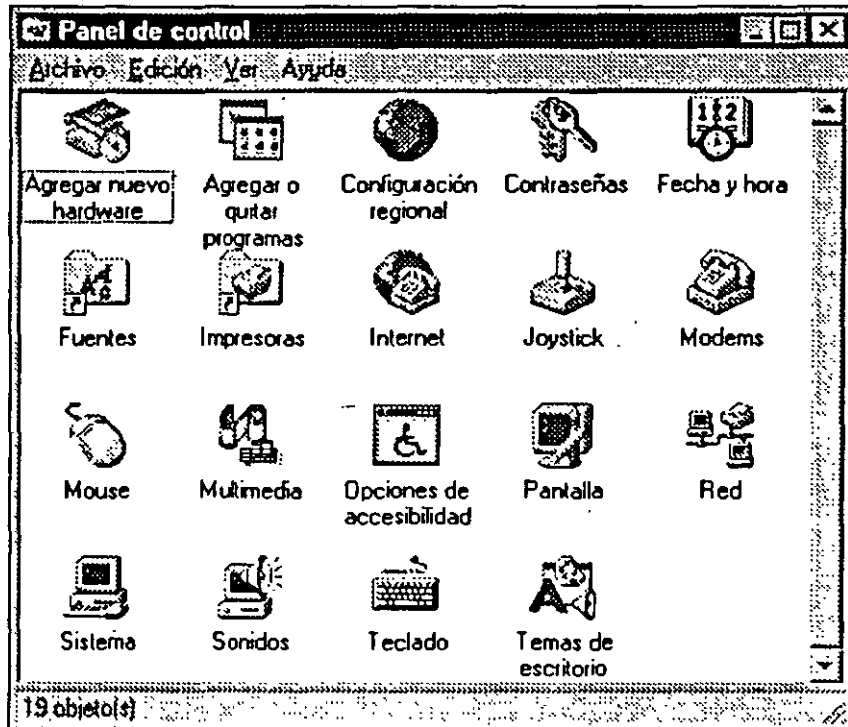 Panel de control
Archivo Edición Ver Ayuda
Agregar nuevo hardware
Agregar o quitar programas
Configuración regional
Contraseñas
Fecha y hora
Fuentes
Impresoras
Internet
Joystick
Modems
Mouse
Multimedia
Opciones de accesibilidad
Pantalla
Red
Sistema
Sonidos
Teclado
Temas de escritorio
19 objeto(s)